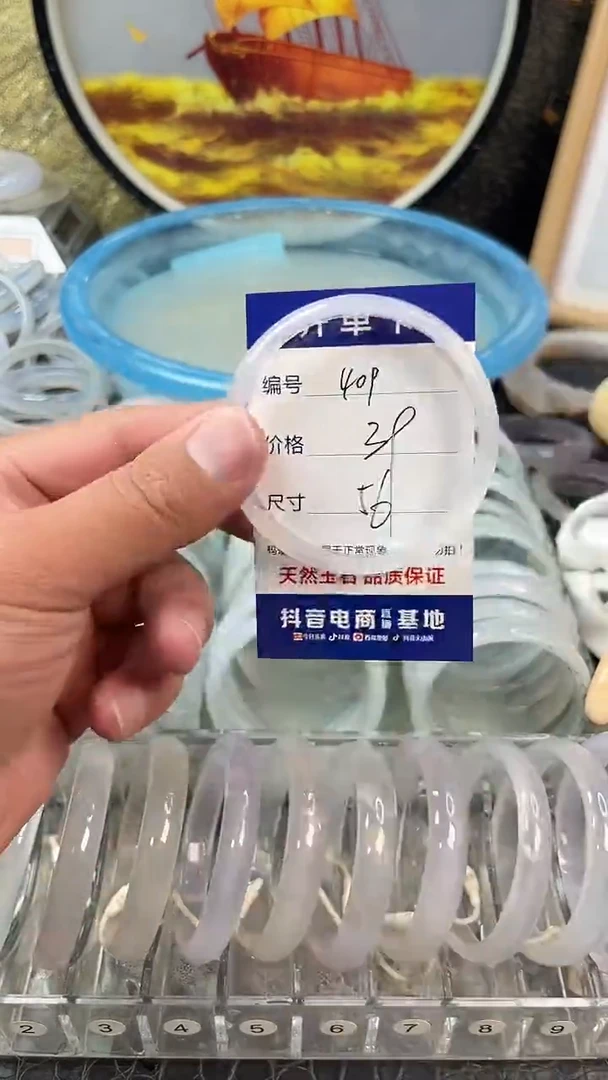 编号 409
价格 39
尺寸 56
天然玉石 品质保证
抖音电商直播基地
2 3 4 5 6 7 8 9